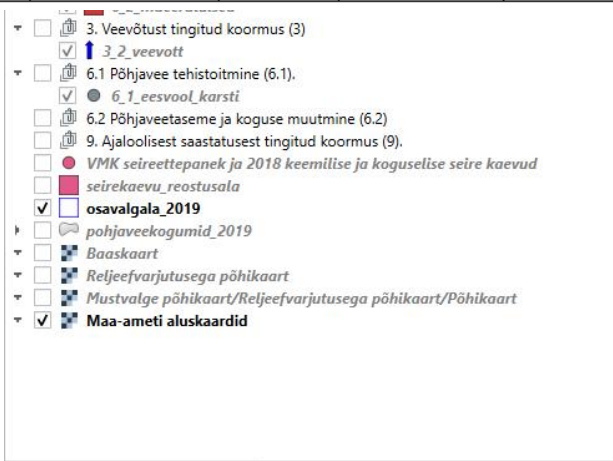 3. Veevõtust tingitud koormus (3)
3_2_veevott
6.1 Põhjavee tehistoitmine (6.1).
6_1_eesvool_karsti
6.2 Põhjaveetaseme ja koguse muutmine (6.2)
9. Ajaloolisest saastatusest tingitud koormus (9).
VMK seireettepanek ja 2018 keemilise ja koguselise seire kaevud
seirekaevu_reostusala
osavalgala_2019
pohjaveekogumid_2019
Baaskaart
Reljeefvarjutusega põhikaart
Mustvalge põhikaart/Reljeefvarjutusega põhikaart/Põhikaart
Maa-ameti aluskaardid